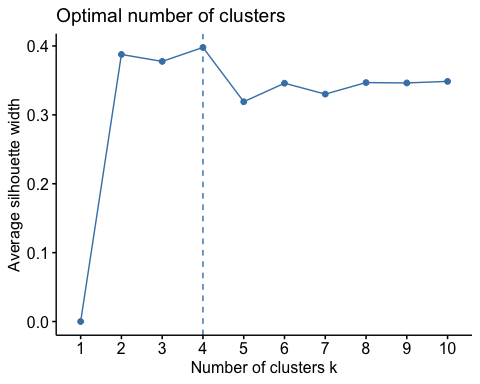 Optimal number of clusters
Average silhouette width
0.4
0.3
0.2
0.1
0.0
1 2 3 4 5 6 7 8 9 10
Number of clusters k